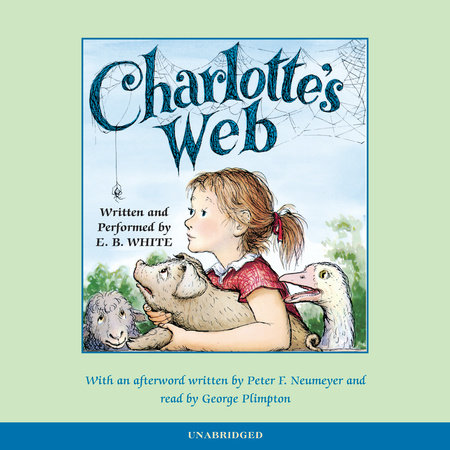 Charlotte's
Web
Written and
Performed by
E. B. WHITE
With an afterword written by Peter F. Neumeyer and
read by George Plimpton
UNABRIDGED